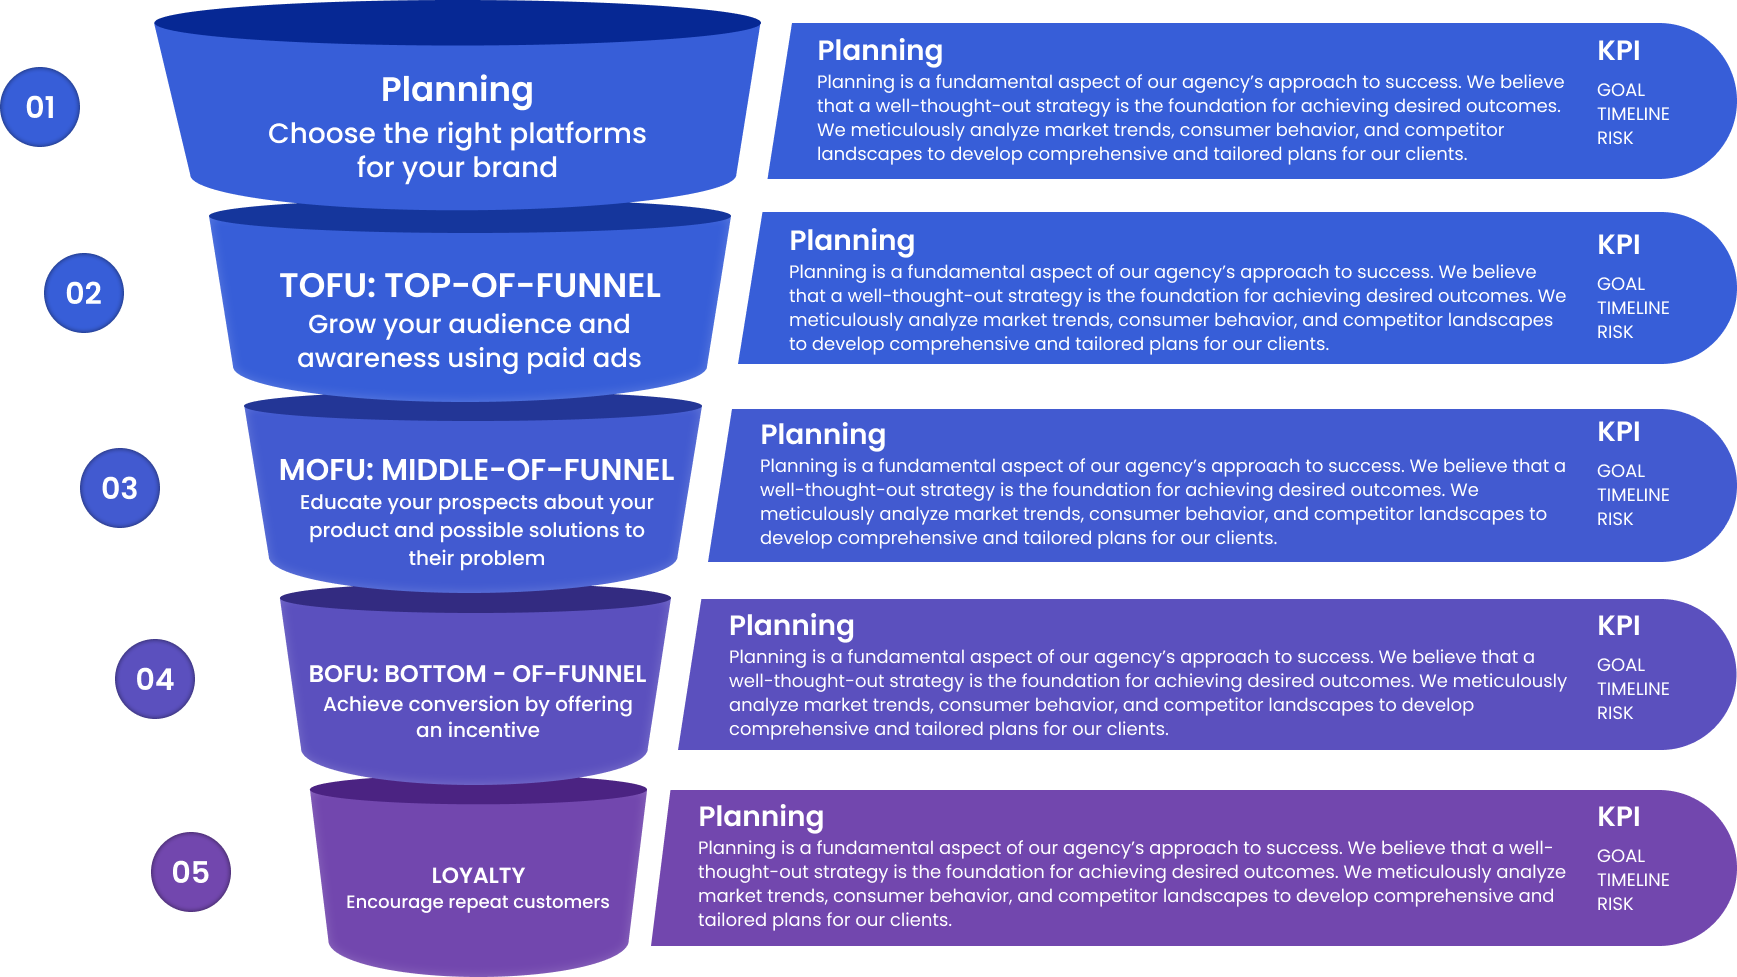 01
Planning
Choose the right platforms
for your brand
Planning
Planning is a fundamental aspect of our agency’s approach to success. We believe
that a well-thought-out strategy is the foundation for achieving desired outcomes.
We meticulously analyze market trends, consumer behavior, and competitor
landscapes to develop comprehensive and tailored plans for our clients.
KPI
GOAL
TIMELINE
RISK
02
TOFU: TOP-OF-FUNNEL
Grow your audience and
awareness using paid ads
Planning
Planning is a fundamental aspect of our agency’s approach to success. We believe
that a well-thought-out strategy is the foundation for achieving desired outcomes. We
meticulously analyze market trends, consumer behavior, and competitor landscapes
to develop comprehensive and tailored plans for our clients.
KPI
GOAL
TIMELINE
RISK
03
MOFU: MIDDLE-OF-FUNNEL
Educate your prospects about your
product and possible solutions to
their problem
Planning
Planning is a fundamental aspect of our agency’s approach to success. We believe that a
well-thought-out strategy is the foundation for achieving desired outcomes. We
meticulously analyze market trends, consumer behavior, and competitor landscapes to
develop comprehensive and tailored plans for our clients.
KPI
GOAL
TIMELINE
RISK
04
BOFU: BOTTOM - OF-FUNNEL
Achieve conversion by offering
an incentive
Planning
Planning is a fundamental aspect of our agency’s approach to success. We believe that a
well-thought-out strategy is the foundation for achieving desired outcomes. We meticulously
analyze market trends, consumer behavior, and competitor landscapes to develop
comprehensive and tailored plans for our clients.
KPI
GOAL
TIMELINE
RISK
05
LOYALTY
Encourage repeat customers
Planning
Planning is a fundamental aspect of our agency’s approach to success. We believe that a well-
thought-out strategy is the foundation for achieving desired outcomes. We meticulously analyze
market trends, consumer behavior, and competitor landscapes to develop comprehensive and
tailored plans for our clients.
KPI
GOAL
TIMELINE
RISK